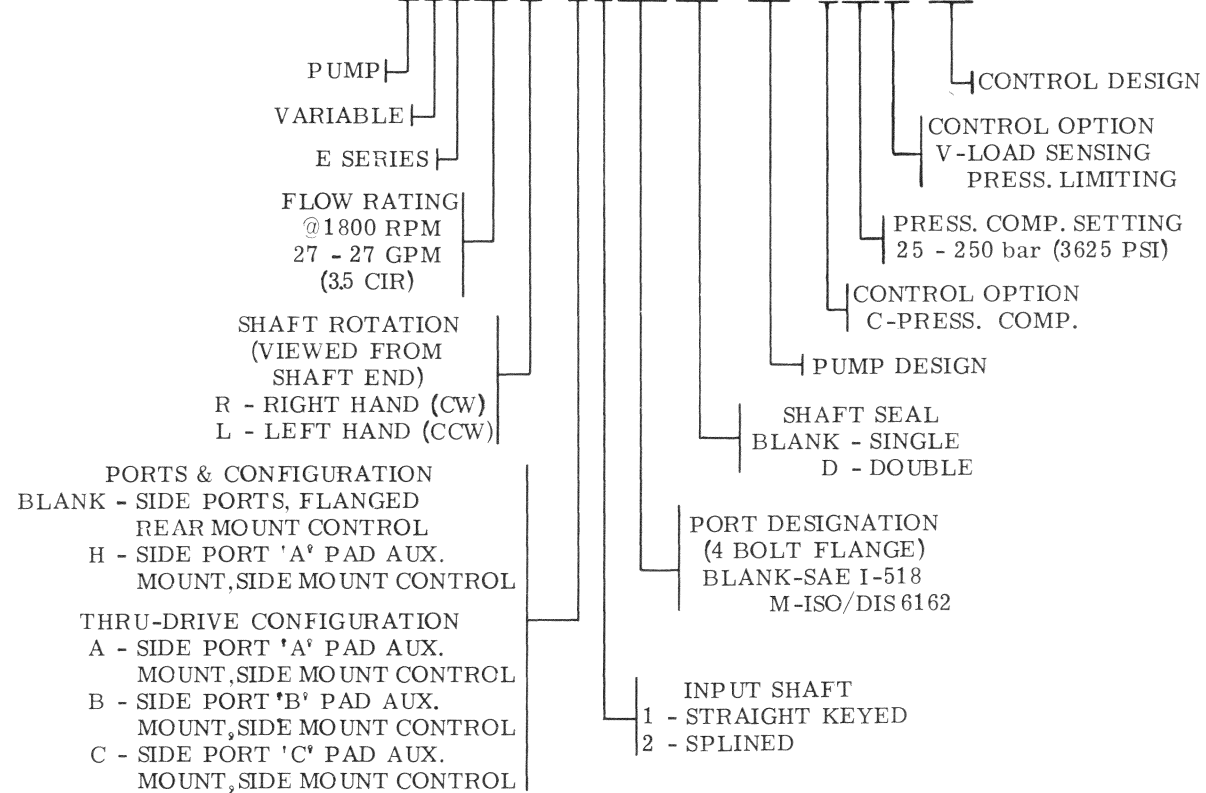 PUMP
VARIABLE
E SERIES
FLOW RATING
@1800 RPM
27 - 27 GPM
(3.5 CIR)
SHAFT ROTATION
(VIEWED FROM
SHAFT END)
R - RIGHT HAND (CW)
L - LEFT HAND (CCW)
PORTS & CONFIGURATION
BLANK - SIDE PORTS, FLANGED
REAR MOUNT CONTROL
H - SIDE PORT 'A' PAD AUX.
MOUNT, SIDE MOUNT CONTROL
THRU-DRIVE CONFIGURATION
A - SIDE PORT 'A' PAD AUX.
MOUNT, SIDE MOUNT CONTROL
B - SIDE PORT 'B' PAD AUX.
MOUNT, SIDE MOUNT CONTROL
C - SIDE PORT 'C' PAD AUX.
MOUNT, SIDE MOUNT CONTROL
CONTROL DESIGN
CONTROL OPTION
V-LOAD SENSING
PRESS. LIMITING
PRESS. COMP. SETTING
25 - 250 bar (3625 PSI)
CONTROL OPTION
C-PRESS. COMP.
PUMP DESIGN
SHAFT SEAL
BLANK - SINGLE
D - DOUBLE
PORT DESIGNATION
(4 BOLT FLANGE)
BLANK-SAE I-518
M-ISO/DIS 6162
INPUT SHAFT
1 - STRAIGHT KEYED
2 - SPLINED